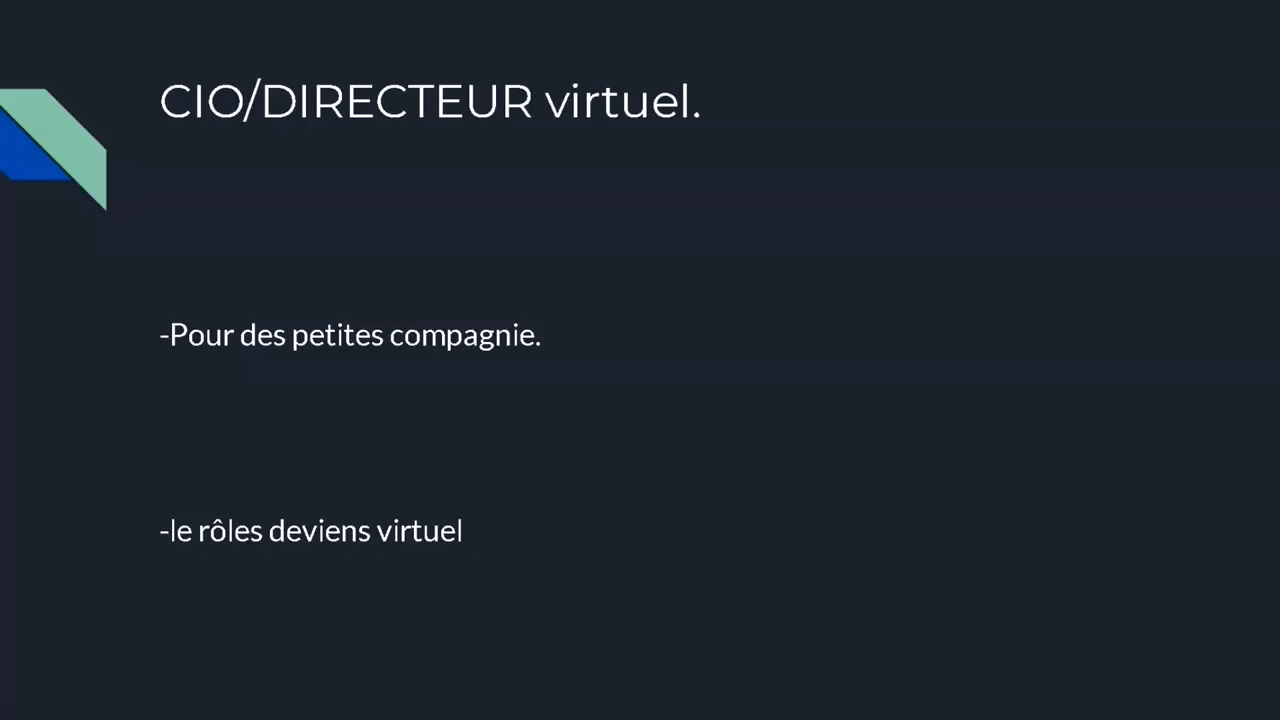 CIO/DIRECTEUR virtuel.
-Pour des petites compagnie.
-le rôles deviens virtuel